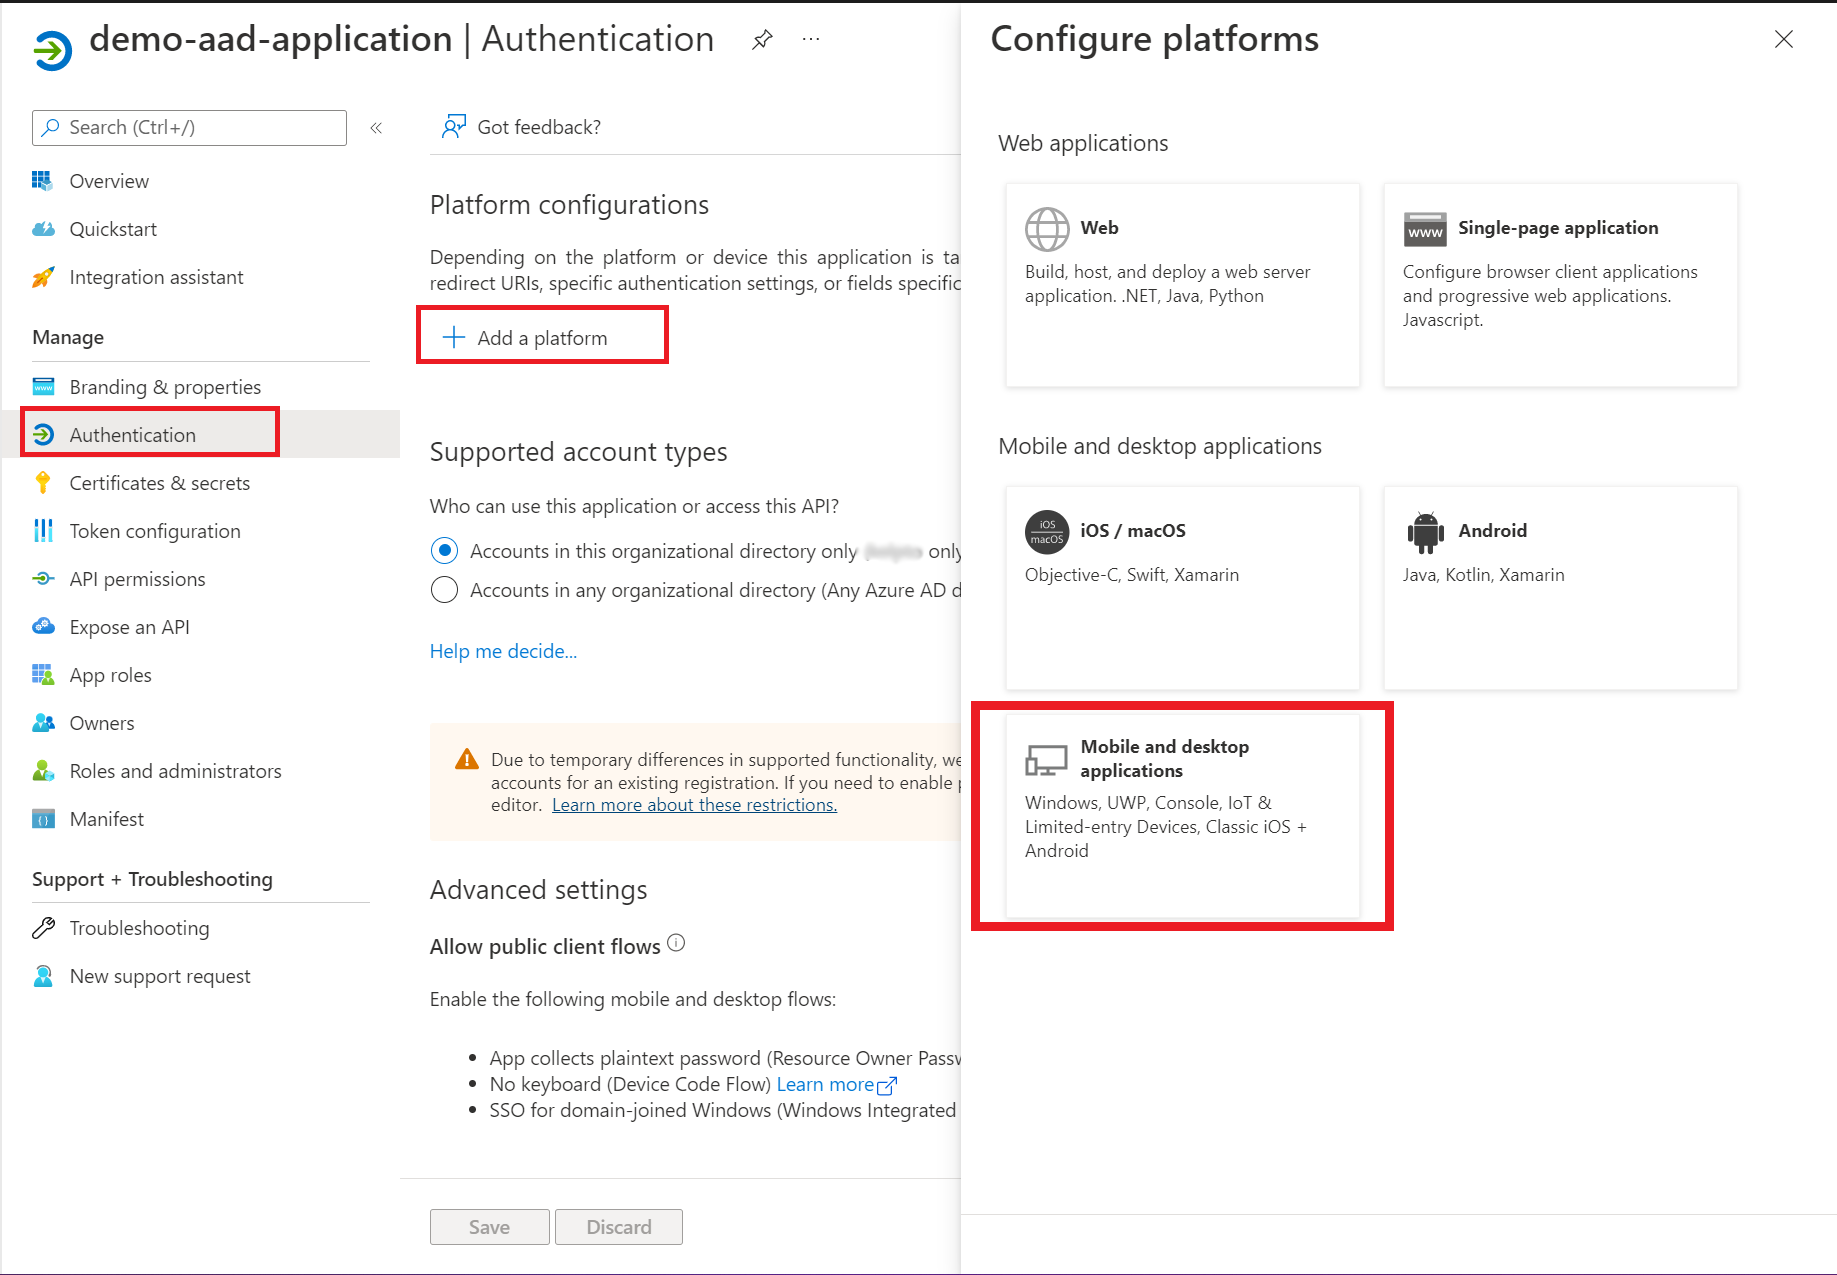 demo-aad-application | Authentication
Search (Ctrl+/)
Overview
Quickstart
Integration assistant
Manage
Branding & properties
Authentication
Certificates & secrets
Token configuration
API permissions
Expose an API
App roles
Owners
Roles and administrators
Manifest
Support + Troubleshooting
Troubleshooting
New support request
Got feedback?
Platform configurations
Depending on the platform or device this application is ta
redirect URIs, specific authentication settings, or fields specific
Add a platform
Supported account types
Who can use this application or access this API?
Accounts in this organizational directory only only
Accounts in any organizational directory (Any Azure AD d
Help me decide...
Due to temporary differences in supported functionality, we
accounts for an existing registration. If you need to enable p
editor. Learn more about these restrictions.
Advanced settings
Allow public client flows
Enable the following mobile and desktop flows:
App collects plaintext password (Resource Owner Passw
No keyboard (Device Code Flow) Learn more
SSO for domain-joined Windows (Windows Integrated
Save
Discard
Configure platforms
Web applications
Web
Build, host, and deploy a web server
application. .NET, Java, Python
www
Single-page application
Configure browser client applications
and progressive web applications.
Javascript.
Mobile and desktop applications
iOS
macOS
iOS / macOS
Objective-C, Swift, Xamarin
Android
Java, Kotlin, Xamarin
Mobile and desktop
applications
Windows, UWP, Console, IoT &
Limited-entry Devices, Classic iOS +
Android